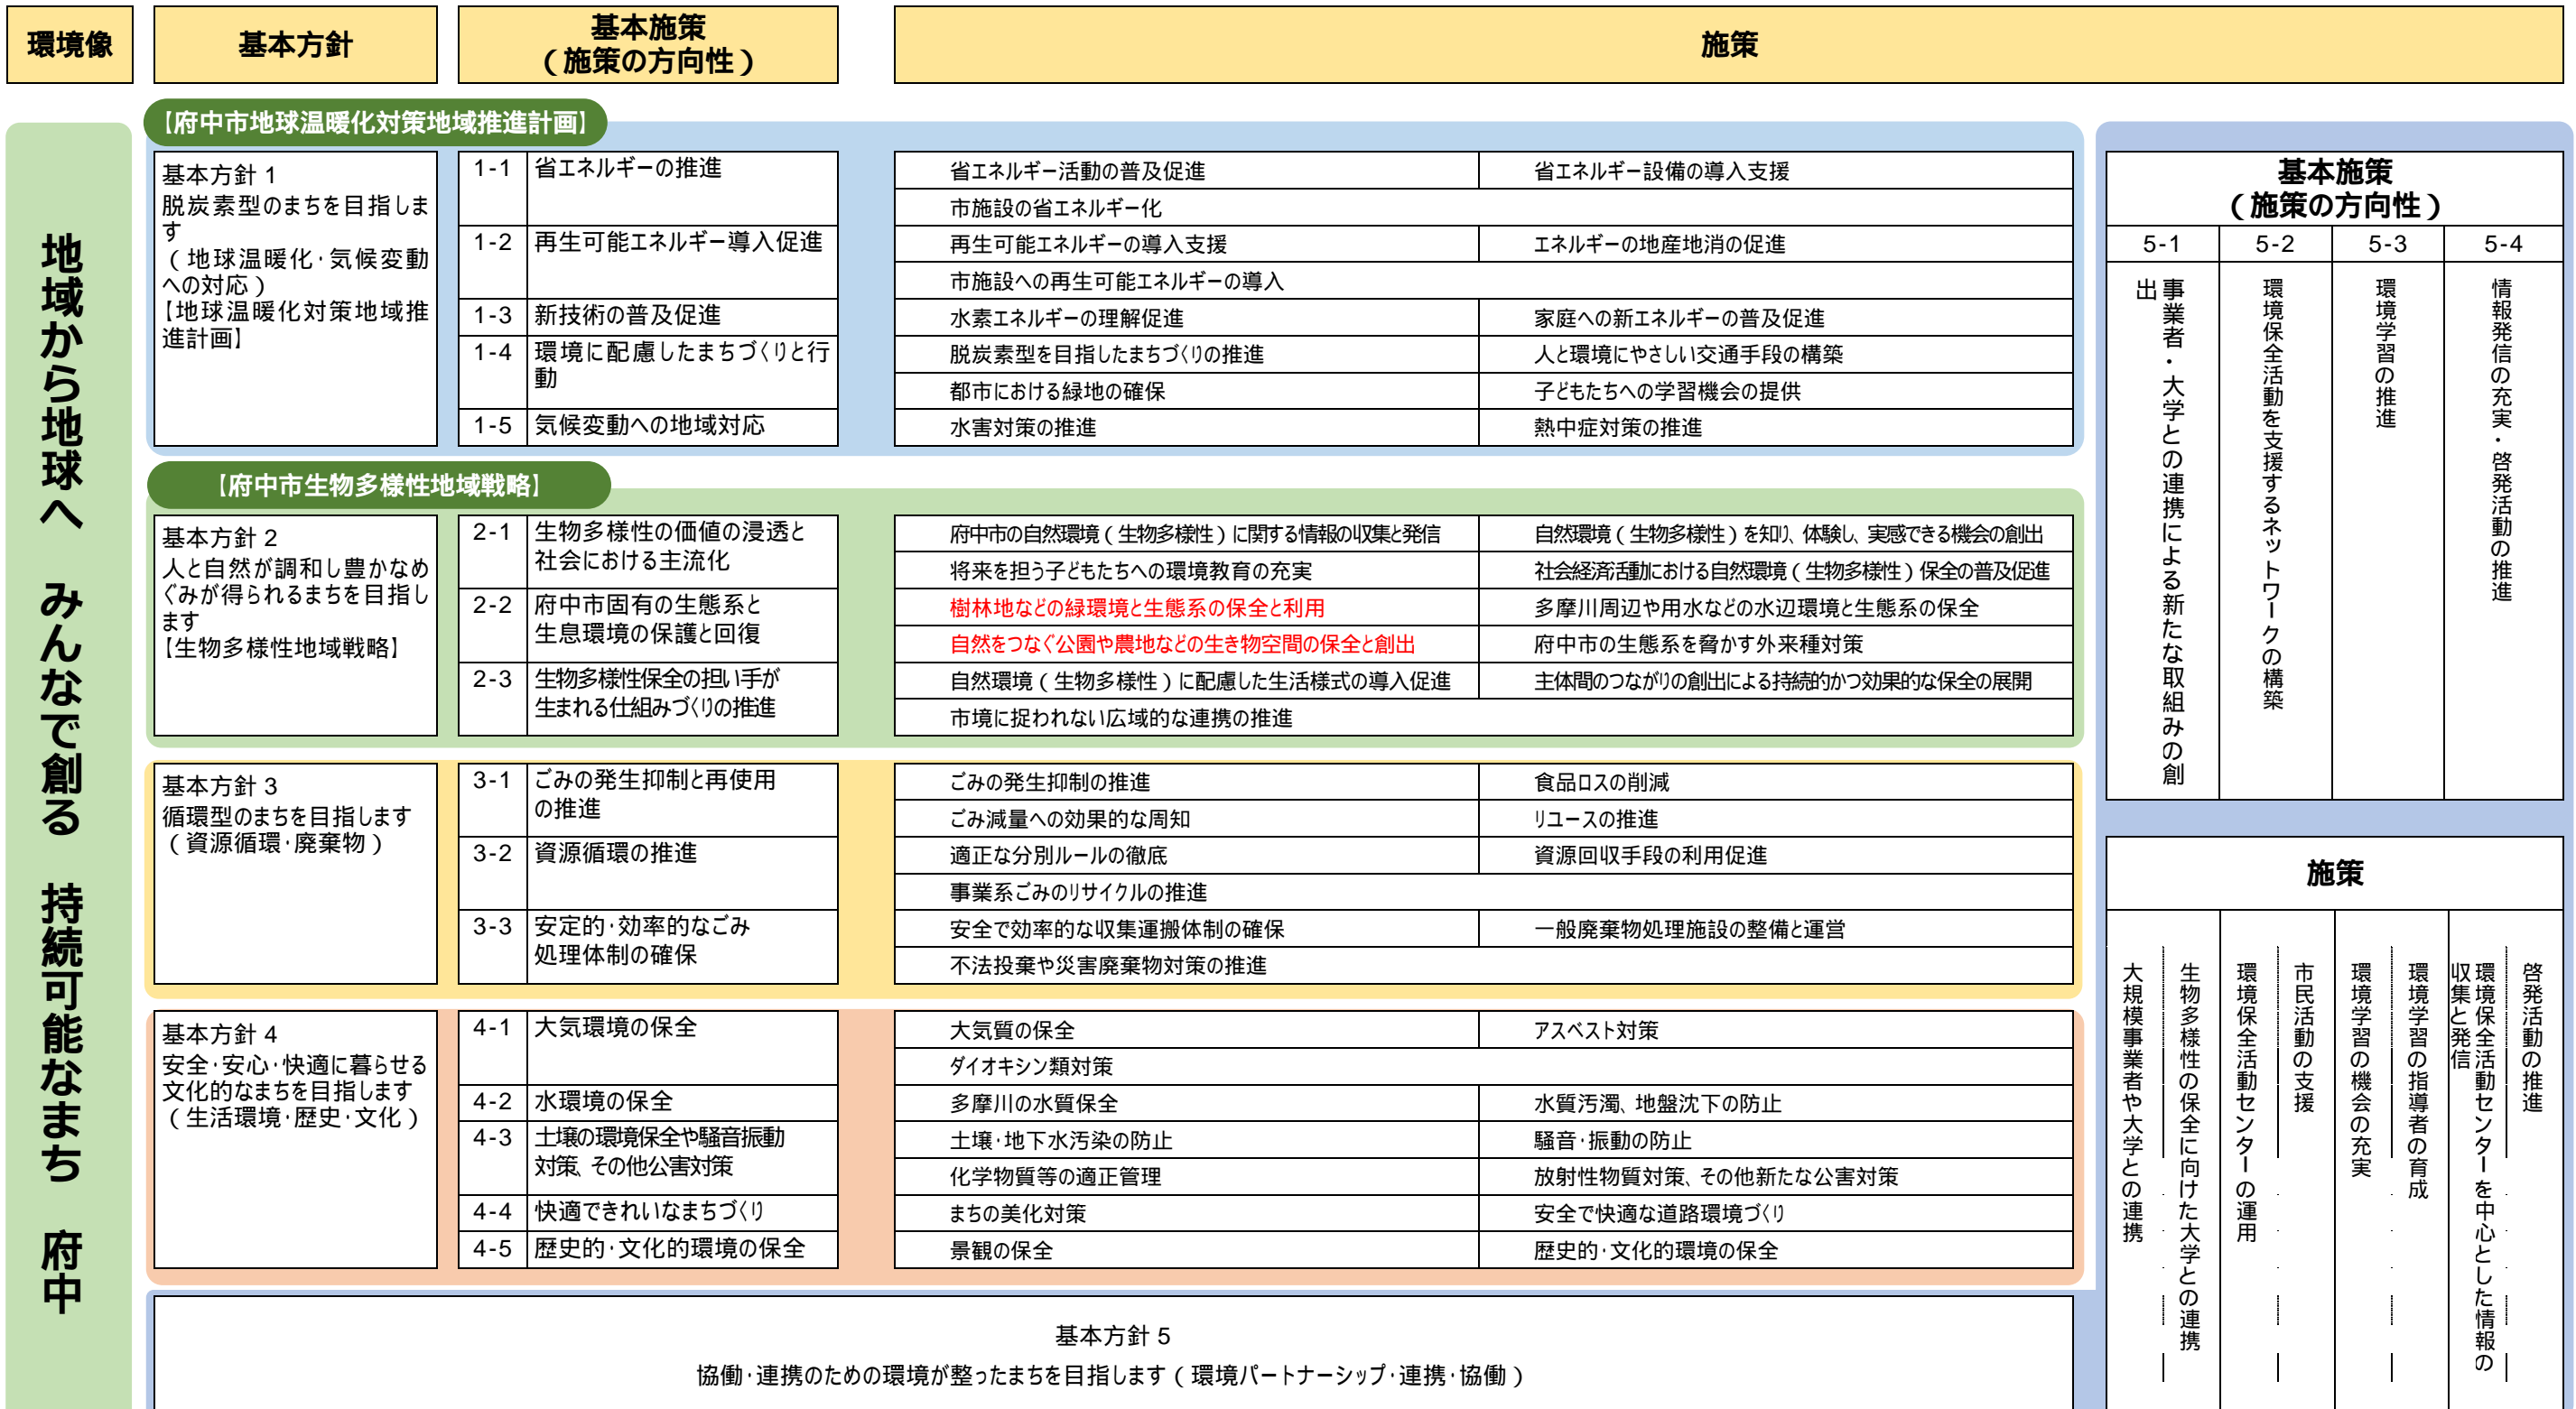 環境像
基本方針
基本施策
（施策の方向性）
施策
地域から地球へ　みんなで創る　持続可能なまち　府中
【府中市地球温暖化対策地域推進計画】
基本方針 1
脱炭素型のまちを目指しま
す
（地球温暖化・気候変動
への対応）
【地球温暖化対策地域推
進計画】
1-1 省エネルギーの推進
省エネルギー活動の普及促進 省エネルギー設備の導入支援
市施設の省エネルギー化
1-2 再生可能エネルギー導入促進
再生可能エネルギーの導入支援 エネルギーの地産地消の促進
市施設への再生可能エネルギーの導入
1-3 新技術の普及促進
水素エネルギーの理解促進 家庭への新エネルギーの普及促進
1-4 環境に配慮したまちづくりと行
動
脱炭素型を目指したまちづくりの推進 人と環境にやさしい交通手段の構築
都市における緑地の確保 子どもたちへの学習機会の提供
1-5 気候変動への地域対応
水害対策の推進 熱中症対策の推進
【府中市生物多様性地域戦略】
基本方針 2
人と自然が調和し豊かなめ
ぐみが得られるまちを目指し
ます
【生物多様性地域戦略】
2-1 生物多様性の価値の浸透と
社会における主流化
府中市の自然環境（生物多様性）に関する情報の収集と発信 自然環境（生物多様性）を知り、体験し、実感できる機会の創出
将来を担う子どもたちへの環境教育の充実 社会経済活動における自然環境（生物多様性）保全の普及促進
2-2 府中市固有の生態系と
生息環境の保護と回復
樹林地などの緑環境と生態系の保全と利用 多摩川周辺や用水などの水辺環境と生態系の保全
自然をつなぐ公園や農地などの生き物空間の保全と創出 府中市の生態系を脅かす外来種対策
2-3 生物多様性保全の担い手が
生まれる仕組みづくりの推進
自然環境（生物多様性）に配慮した生活様式の導入促進 主体間のつながりの創出による持続的かつ効果的な保全の展開
市境に捉われない広域的な連携の推進
基本方針 3
循環型のまちを目指します
（資源循環・廃棄物）
3-1 ごみの発生抑制と再使用
の推進
ごみの発生抑制の推進 食品ロスの削減
ごみ減量への効果的な周知 リユースの推進
3-2 資源循環の推進
適正な分別ルールの徹底 資源回収手段の利用促進
事業系ごみのリサイクルの推進
3-3 安定的・効率的なごみ
処理体制の確保
安全で効率的な収集運搬体制の確保 一般廃棄物処理施設の整備と運営
不法投棄や災害廃棄物対策の推進
基本方針 4
安全・安心・快適に暮らせる
文化的なまちを目指します
（生活環境・歴史・文化）
4-1 大気環境の保全
大気質の保全 アスベスト対策
ダイオキシン類対策
4-2 水環境の保全
多摩川の水質保全 水質汚濁、地盤沈下の防止
4-3 土壌の環境保全や騒音振動
対策、その他公害対策
土壌・地下水汚染の防止 騒音・振動の防止
化学物質等の適正管理 放射性物質対策、その他新たな公害対策
4-4 快適できれいなまちづくり
まちの美化対策 安全で快適な道路環境づくり
4-5 歴史的・文化的環境の保全
景観の保全 歴史的・文化的環境の保全
基本方針 5
協働・連携のための環境が整ったまちを目指します（環境パートナーシップ・連携・協働）
基本施策
（施策の方向性）
5-1 5-2 5-3 5-4
事業者・大学との連携による新たな取組みの創
出
環境保全活動を支援するネットワークの構築
環境学習の推進
情報発信の充実・啓発活動の推進
施策
大規模事業者や大学との連携
生物多様性の保全に向けた大学との連携
環境保全活動センターの運用
市民活動の支援
環境学習の機会の充実
環境学習の指導者の育成
環境保全活動センターを中心とした情報の
収集と発信
啓発活動の推進